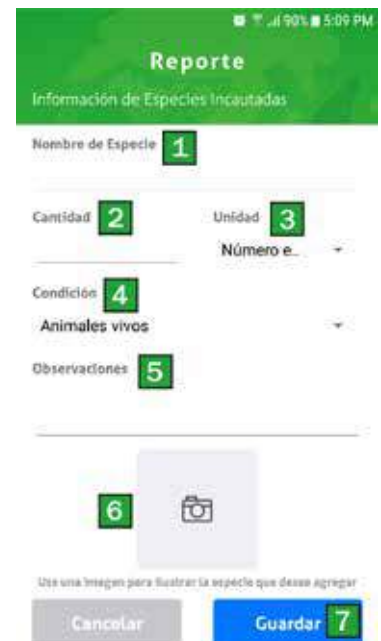 90% 5:09 PM
Reporte
Información de Especies Incautadas
Nombre de Especie 1
Cantidad 2 Unidad 3
Número e..
Condición 4
Animales vivos
Observaciones 5
6
Use una imagen para ilustrar la especie que desea agregar
Cancelar Guardar 7